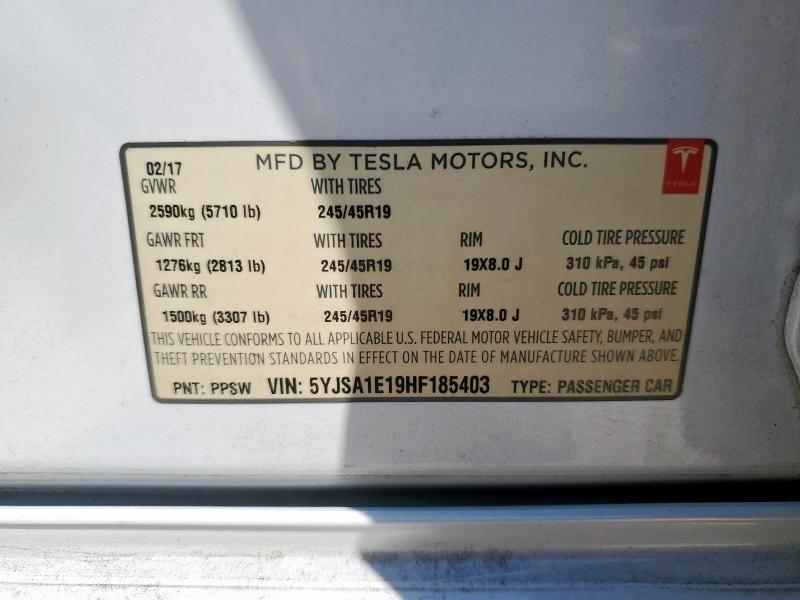 02/17 MFD BY TESLA MOTORS, INC.
TESLA
GVWR WITH TIRES
2590kg (5710 lb) 245/45R19
GAWR FRT WITH TIRES RIM COLD TIRE PRESSURE
1276kg (2813 lb) 245/45R19 19X8.0 J 310 kPa, 45 psi
GAWR RR WITH TIRES RIM COLD TIRE PRESSURE
1500kg (3307 lb) 245/45R19 19X8.0 J 310 kPa, 45 psi
THIS VEHICLE CONFORMS TO ALL APPLICABLE U.S. FEDERAL MOTOR VEHICLE SAFETY, BUMPER, AND
THEFT PREVENTION STANDARDS IN EFFECT ON THE DATE OF MANUFACTURE SHOWN ABOVE.
PNT: PPSW VIN: 5YJSA1E19HF185403 TYPE: PASSENGER CAR